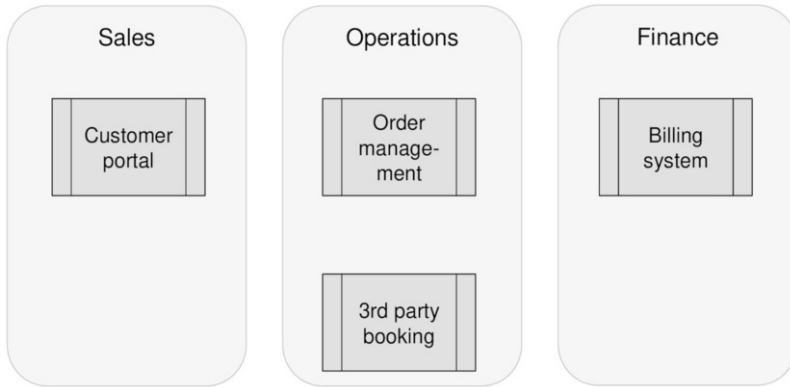 Sales
Customer
portal
Operations
Order
manage-
ment
3rd party
booking
Finance
Billing
system